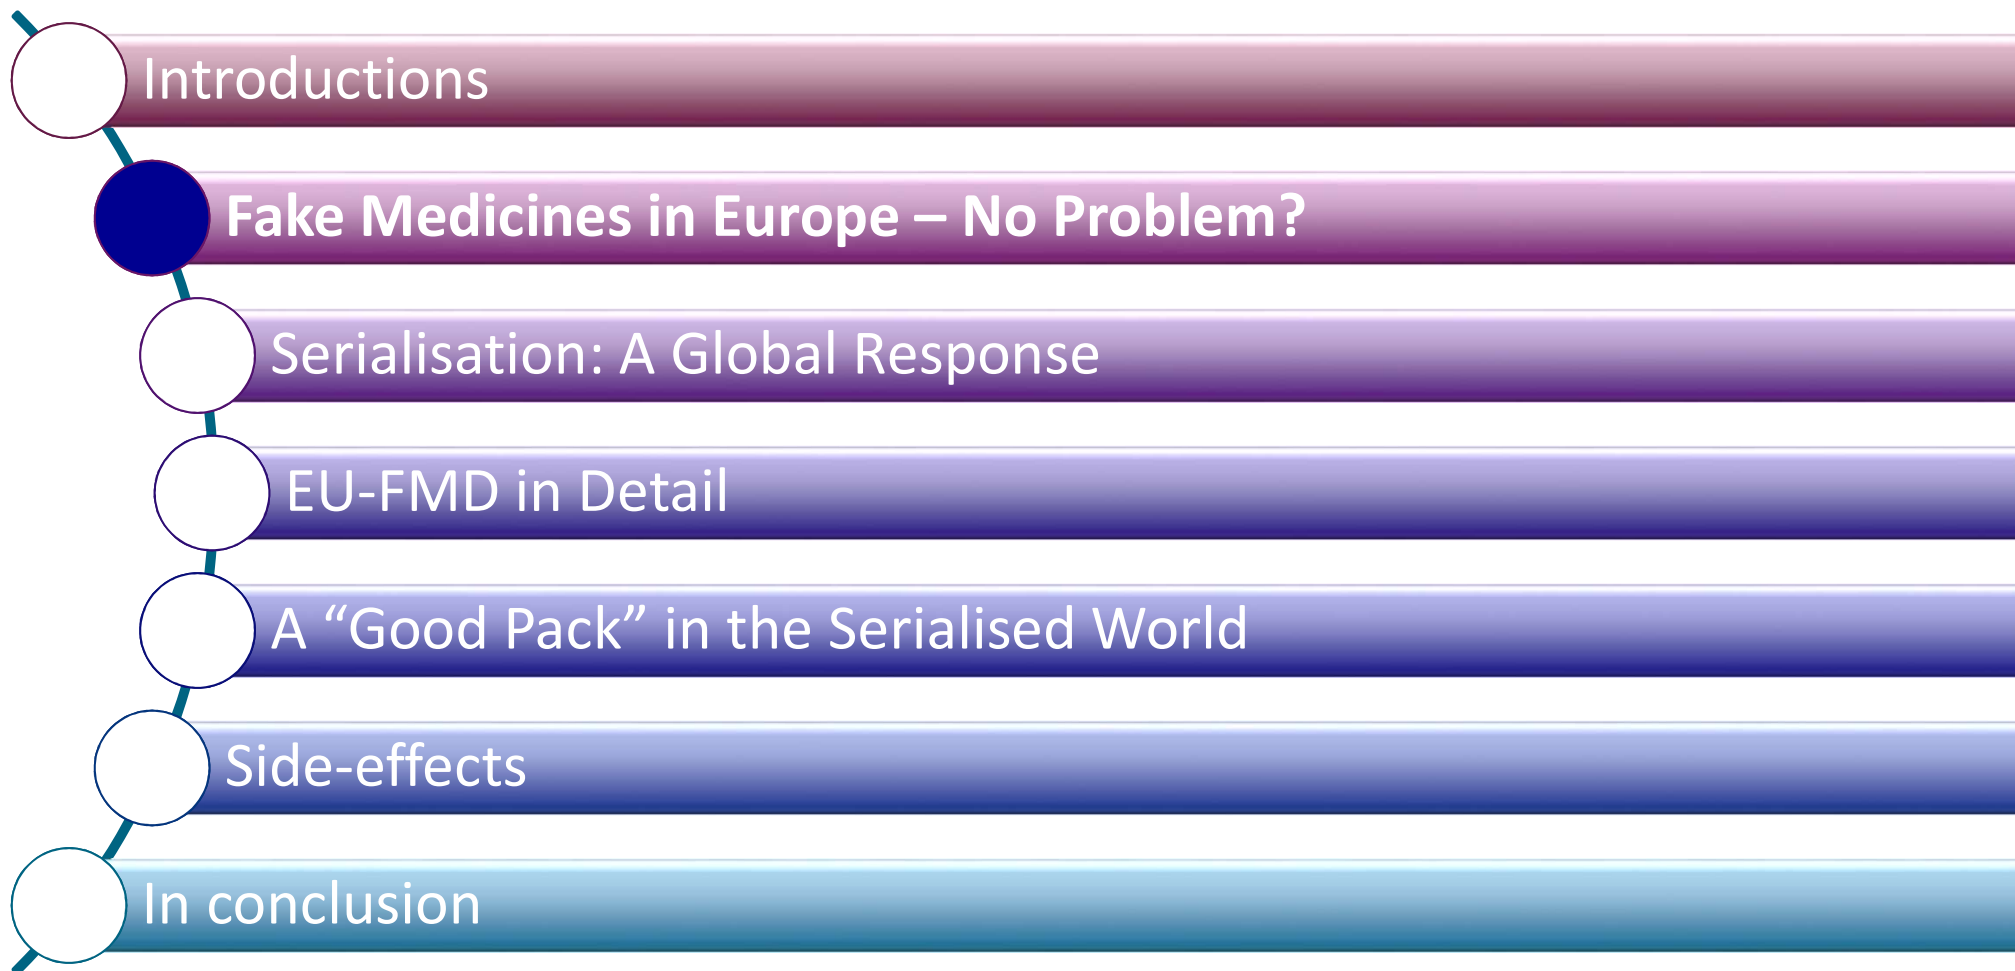 Introductions
Fake Medicines in Europe – No Problem?
Serialisation: A Global Response
EU-FMD in Detail
A “Good Pack” in the Serialised World
Side-effects
In conclusion